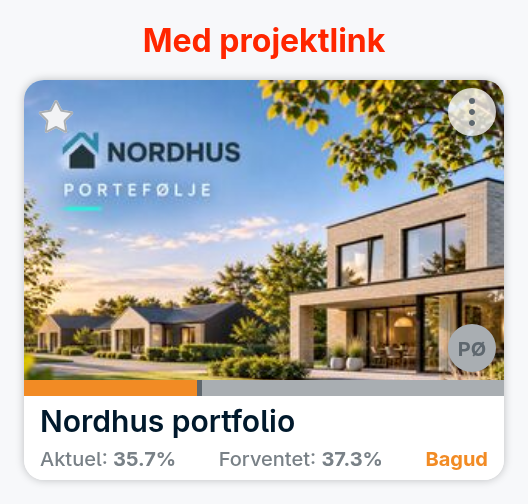 Med projektlink
NORDHUS
PORTEFØLJE
PØ
Nordhus portfolio
Aktuel: 35.7% Forventet: 37.3% Bagud